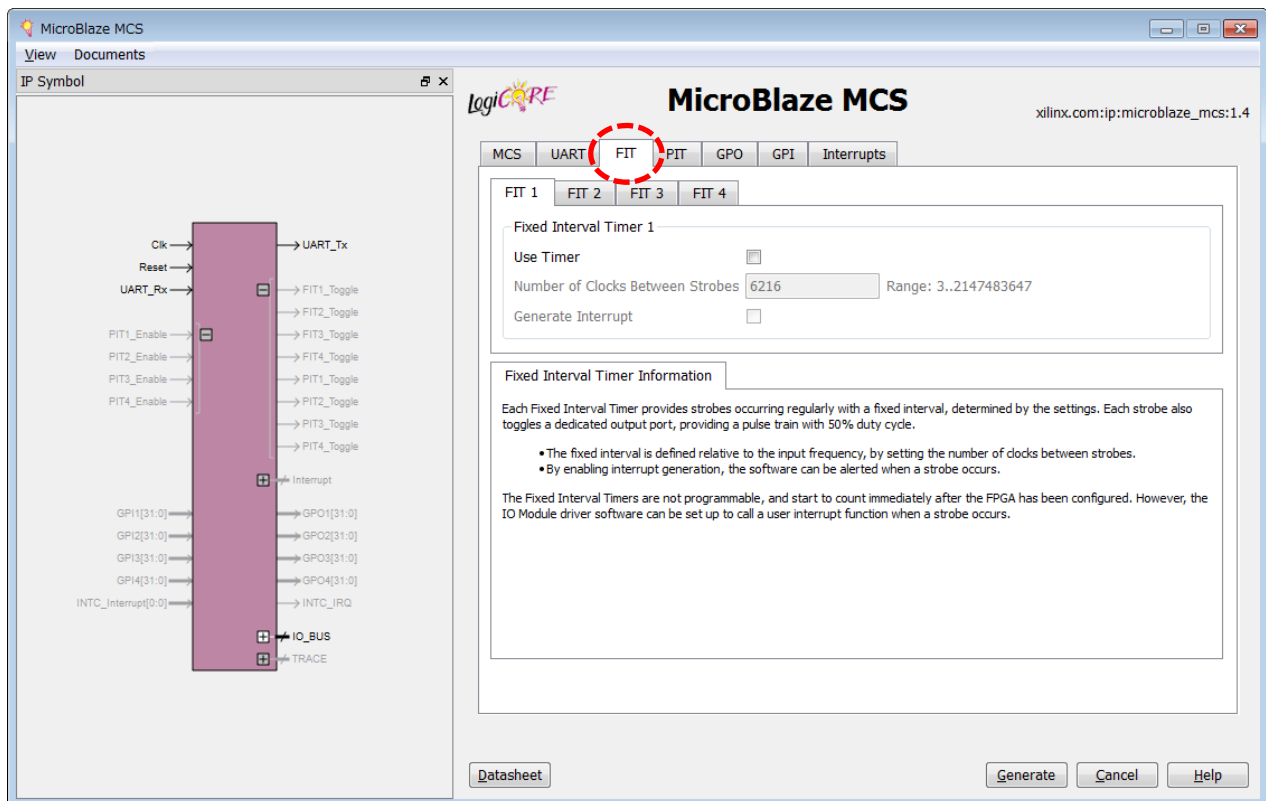 MicroBlaze MCS
View Documents
IP Symbol
Clk
Reset
UART_Rx
PIT1_Enable
PIT2_Enable
PIT3_Enable
PIT4_Enable
GPI1[31:0]
GPI2[31:0]
GPI3[31:0]
GPI4[31:0]
INTC_Interrupt[0:0]
UART_Tx
FIT1_Toggle
FIT2_Toggle
FIT3_Toggle
FIT4_Toggle
PIT1_Toggle
PIT2_Toggle
PIT3_Toggle
PIT4_Toggle
Interrupt
GPO1[31:0]
GPO2[31:0]
GPO3[31:0]
GPO4[31:0]
INTC_IRQ
IO_BUS
TRACE
LogiCORE
MicroBlaze MCS
xilinx.com:ip:microblaze_mcs:1.4
MCS UART FIT PIT GPO GPI Interrupts
FIT 1 FIT 2 FIT 3 FIT 4
Fixed Interval Timer 1
Use Timer
Number of Clocks Between Strobes 6216 Range: 3..2147483647
Generate Interrupt
Fixed Interval Timer Information
Each Fixed Interval Timer provides strobes occurring regularly with a fixed interval, determined by the settings. Each strobe also
toggles a dedicated output port, providing a pulse train with 50% duty cycle.
•The fixed interval is defined relative to the input frequency, by setting the number of clocks between strobes.
•By enabling interrupt generation, the software can be alerted when a strobe occurs.
The Fixed Interval Timers are not programmable, and start to count immediately after the FPGA has been configured. However, the
IO Module driver software can be set up to call a user interrupt function when a strobe occurs.
Datasheet Generate Cancel Help